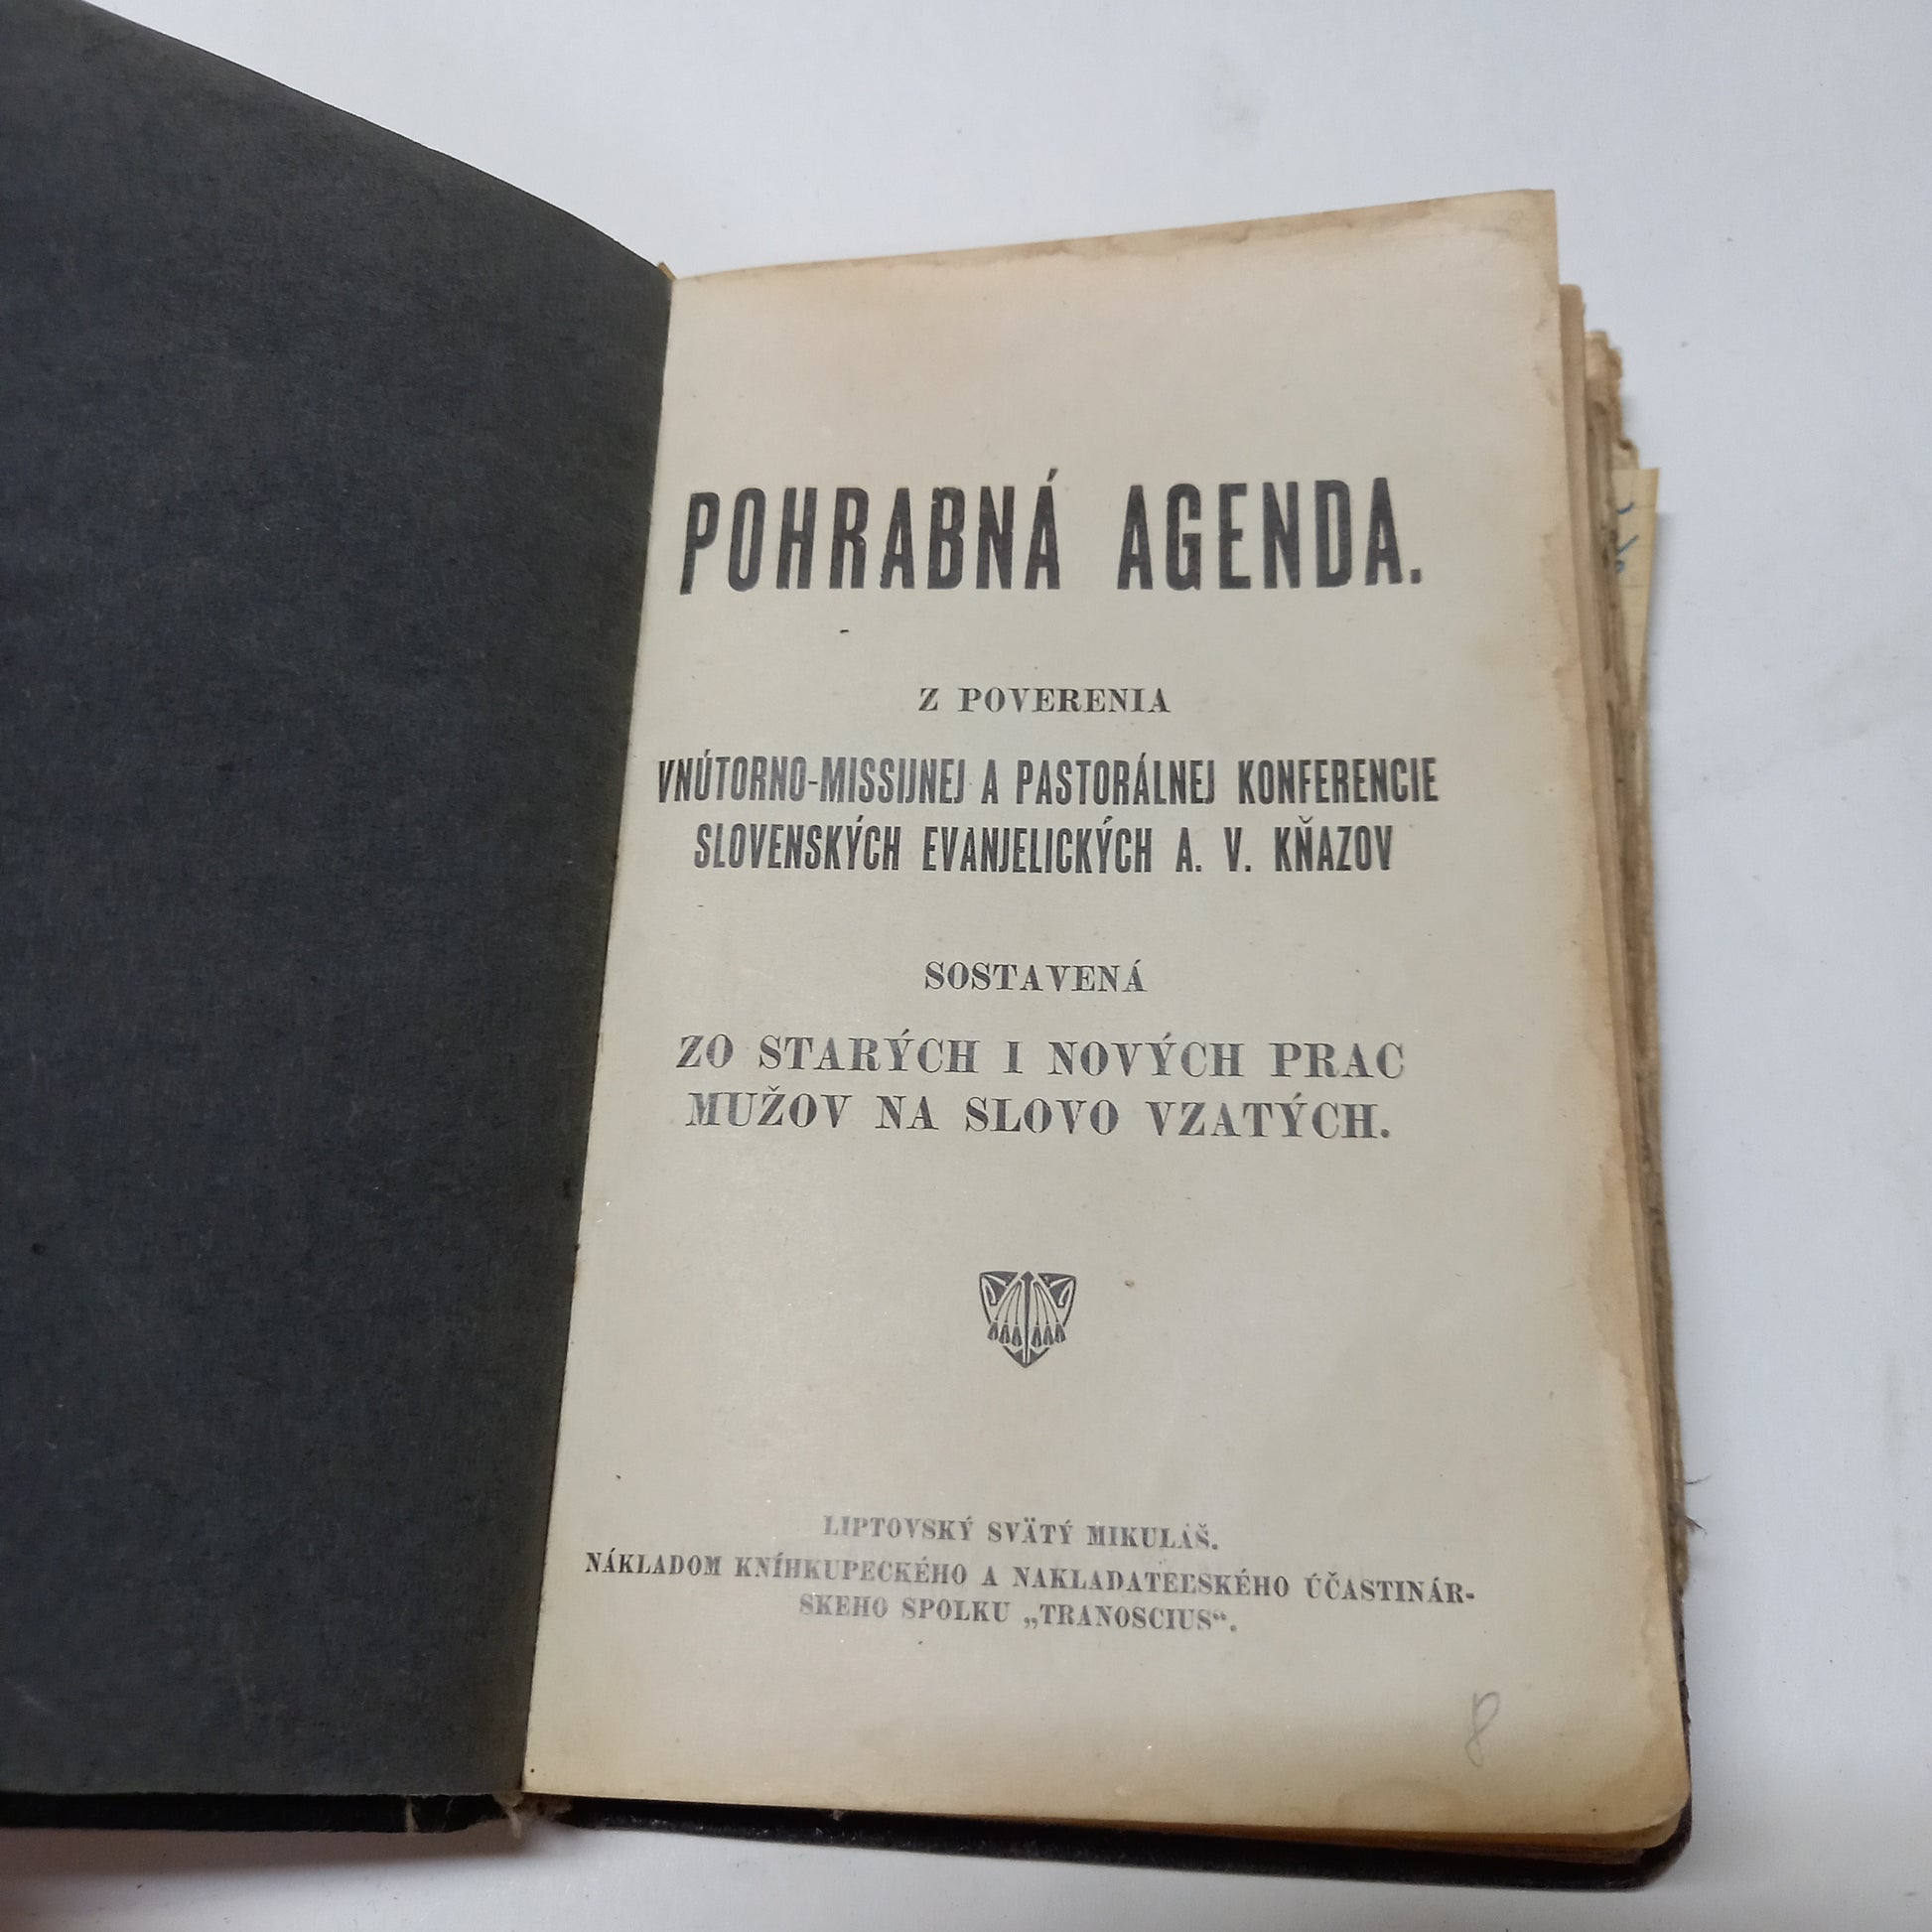 POHRABNÁ AGENDA.
Z POVERENIA
VNÚTORNO-MISSIJNEJ A PASTORÁLNEJ KONFERENCIE
SLOVENSKÝCH EVANJELICKÝCH A. V. KŇAZOV
SOSTAVENÁ
ZO STARÝCH I NOVÝCH PRAC
MUŽOV NA SLOVO VZATÝCH.
LIPTOVSKÝ SVÄTÝ MIKULÁŠ.
NÁKLADOM KNÍHKUPECKÉHO A NAKLADATEĽSKÉHO ÚČASTINÁR-
SKEHO SPOLKU „TRANOSCIUS“.
8